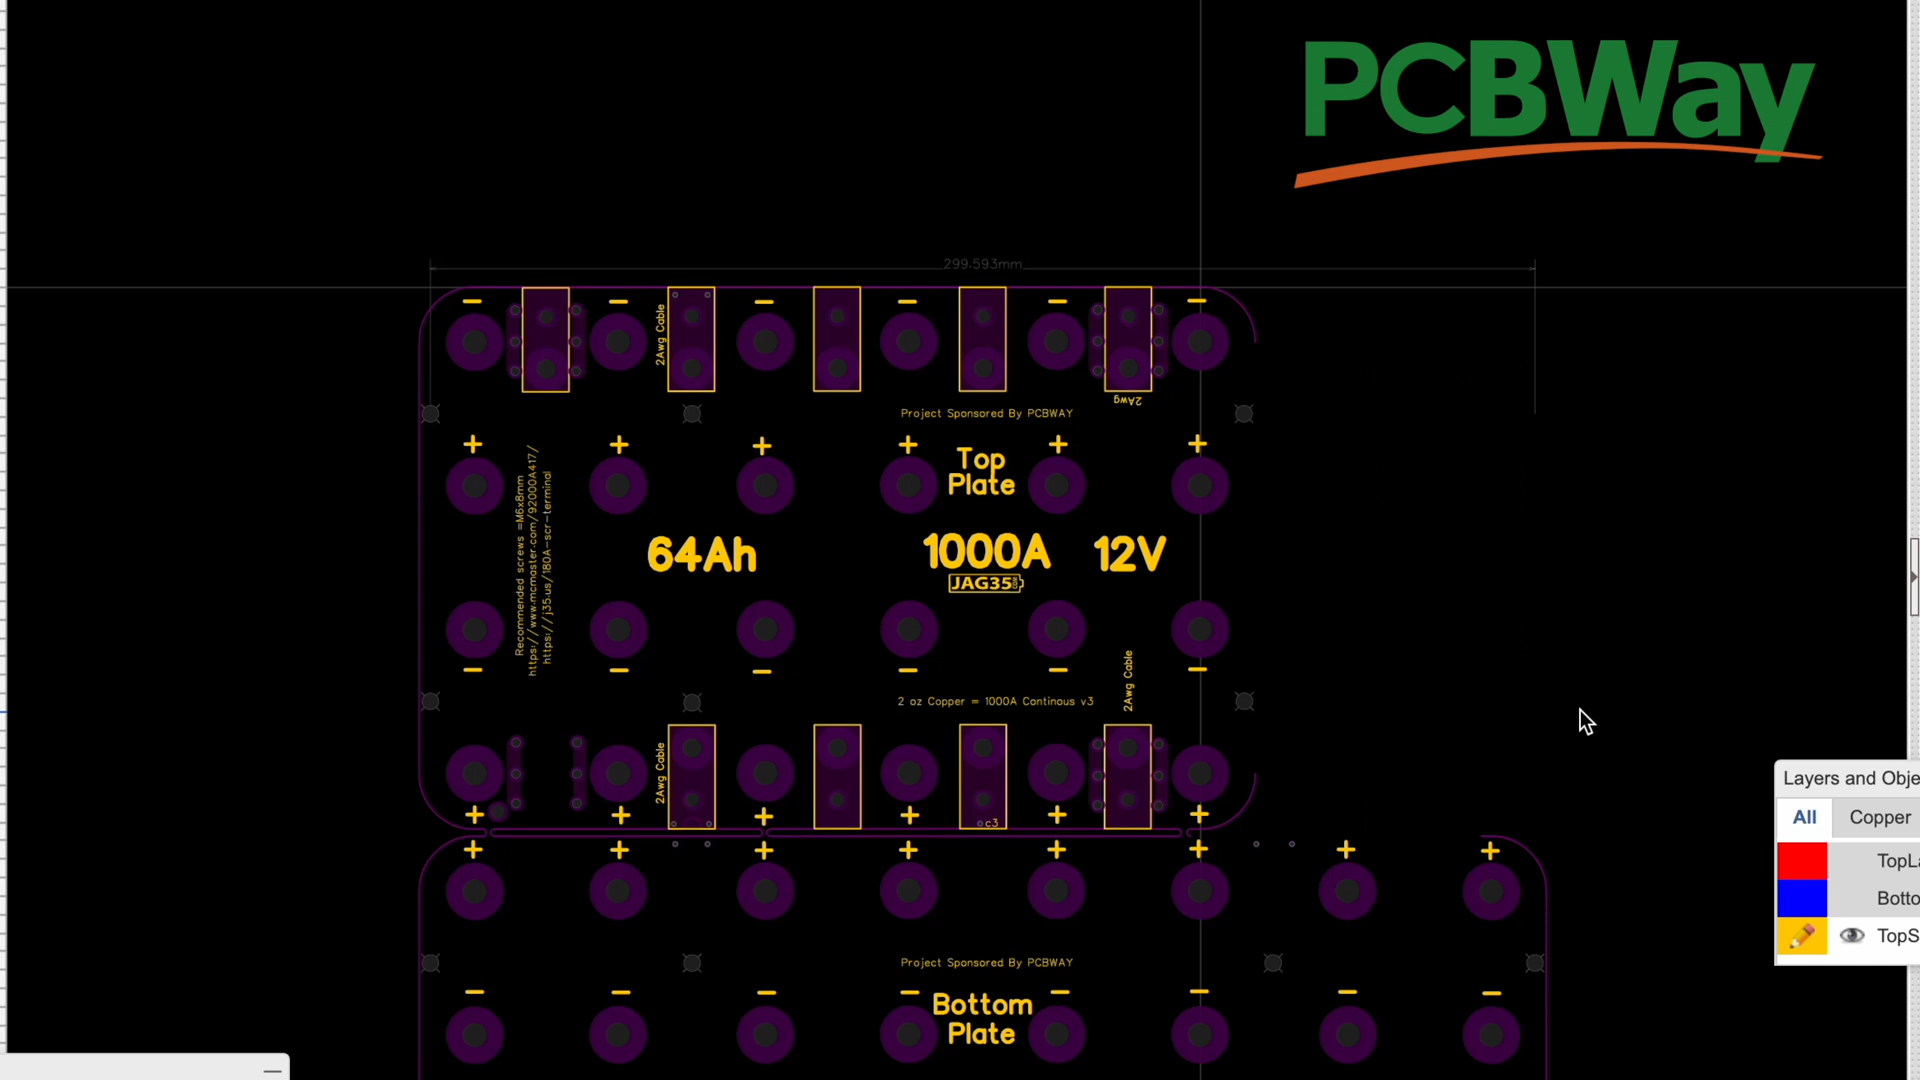 PCBWay
299.593mm
2Awg Cable
2Awg
Project Sponsored By PCBWAY
Top
Plate
Recommended screws =M6x8mm
https://www.mcmaster.com/92000A417/
https://j35.us/180A-scr-terminal
64Ah
1000A
12V
JAG35
2Awg Cable
2 oz Copper = 1000A Continous v3
2Awg Cable
c3
Project Sponsored By PCBWAY
Bottom
Plate
Layers and Obje
All
Copper
TopLa
Botto
TopS